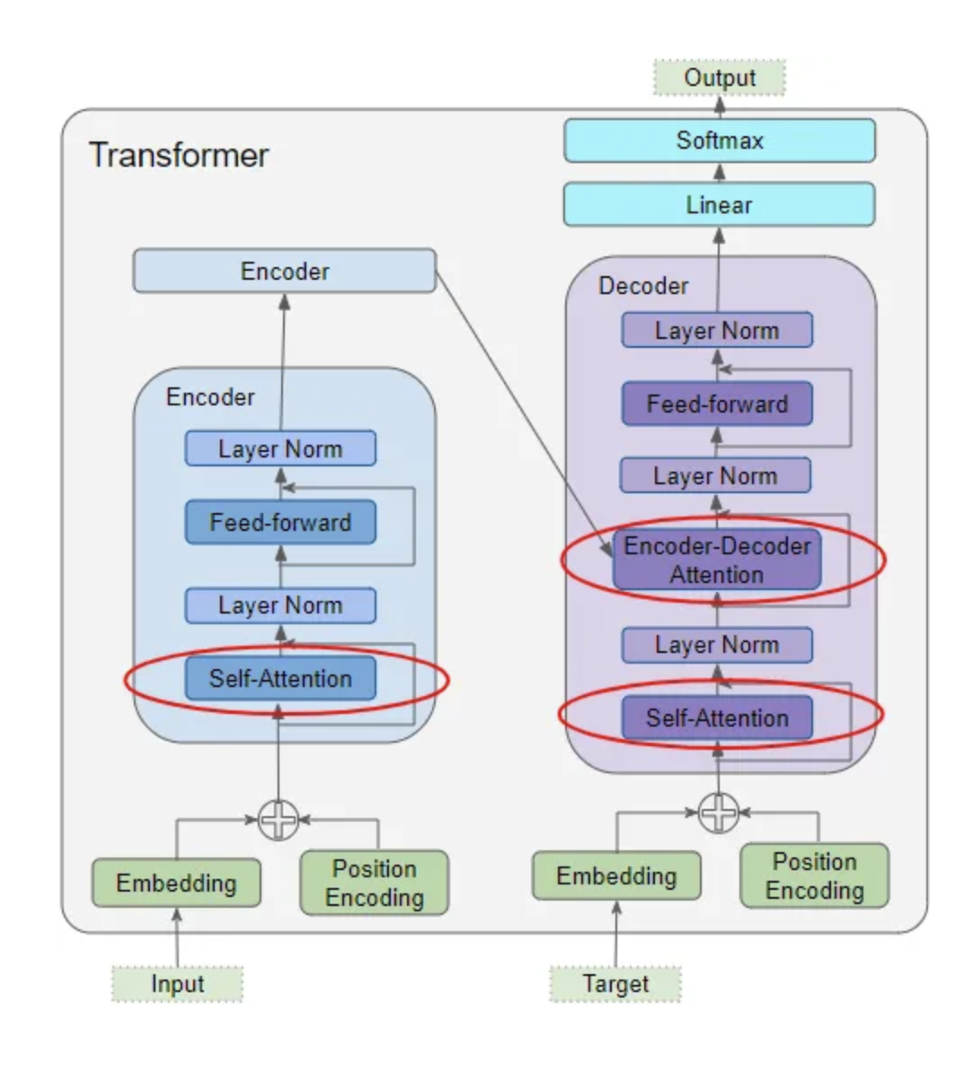 Output
Transformer
Softmax
Linear
Encoder
Encoder
Layer Norm
Feed-forward
Layer Norm
Self-Attention
Decoder
Layer Norm
Feed-forward
Layer Norm
Encoder-Decoder
Attention
Layer Norm
Self-Attention
Embedding
Position
Encoding
Embedding
Position
Encoding
Input
Target